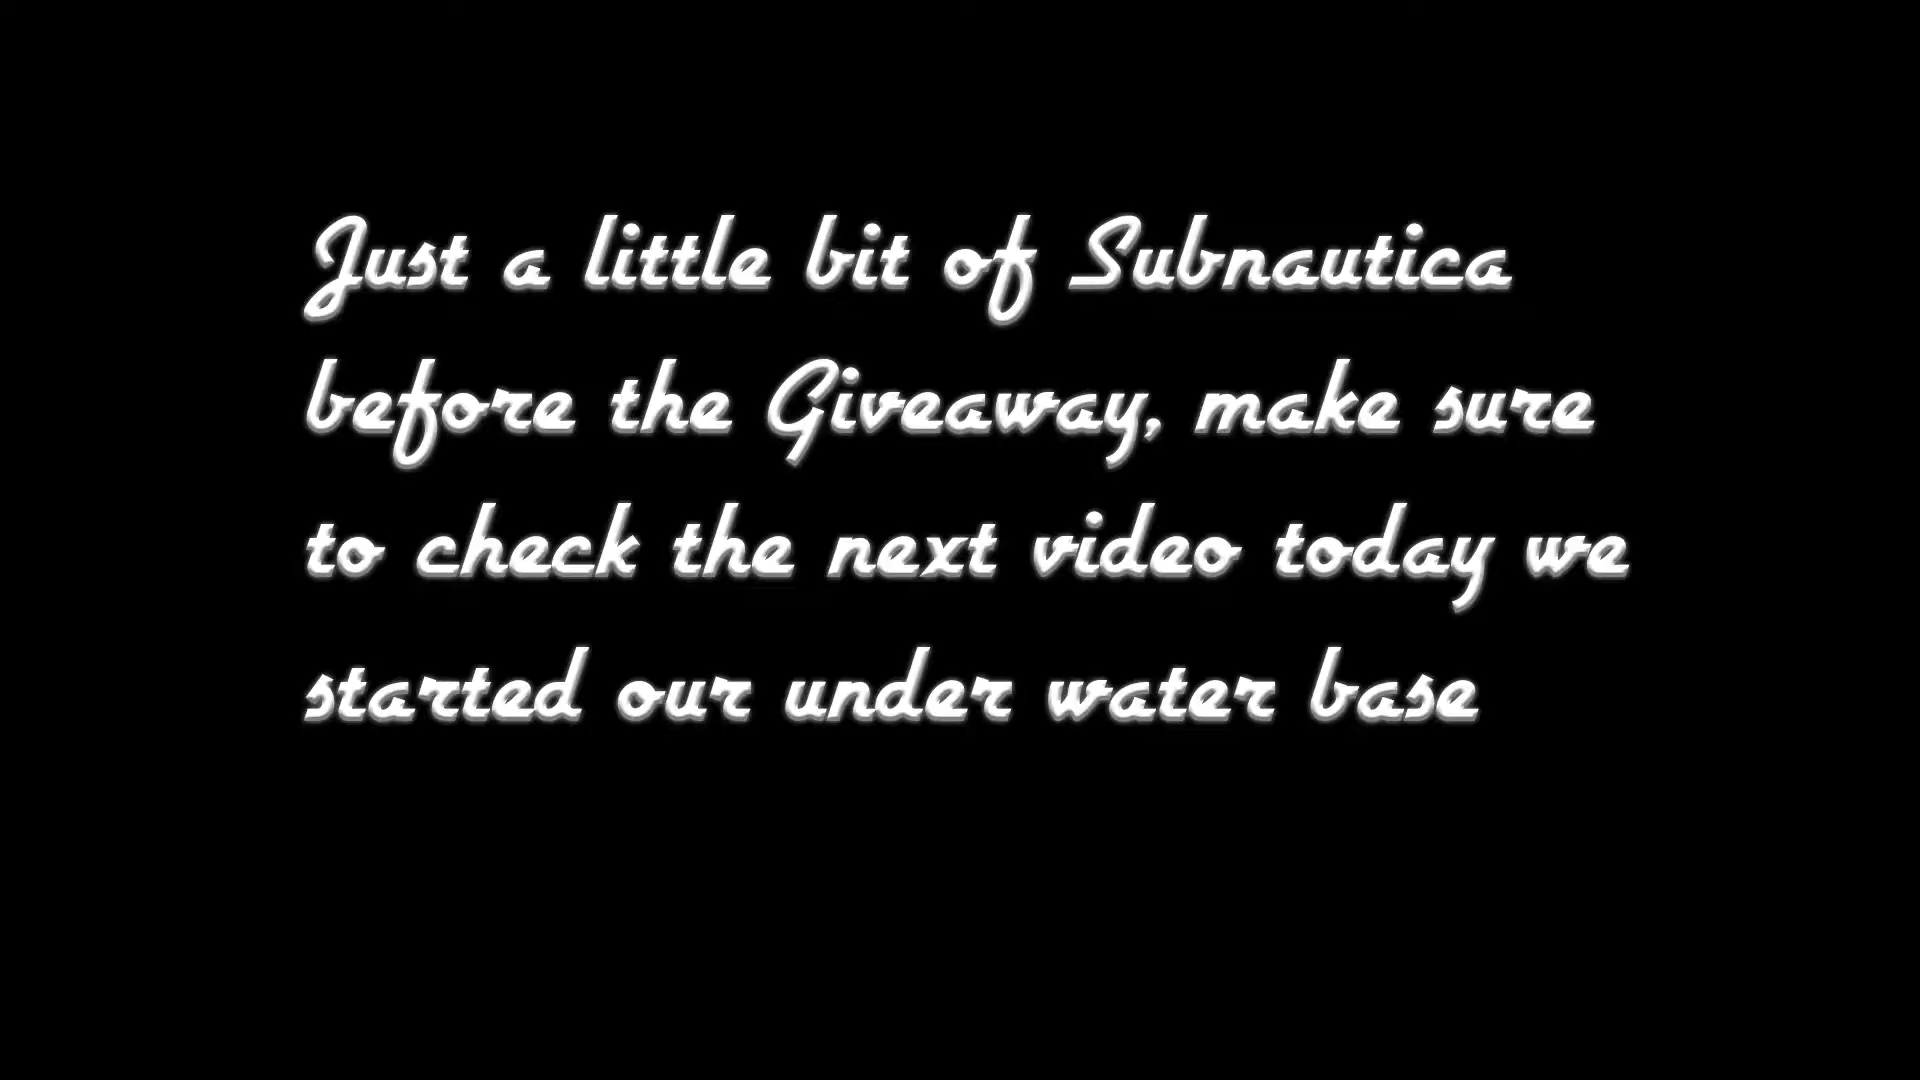 Just a little bit of Subnautica
before the Giveaway, make sure
to check the next video today we
started our under water base